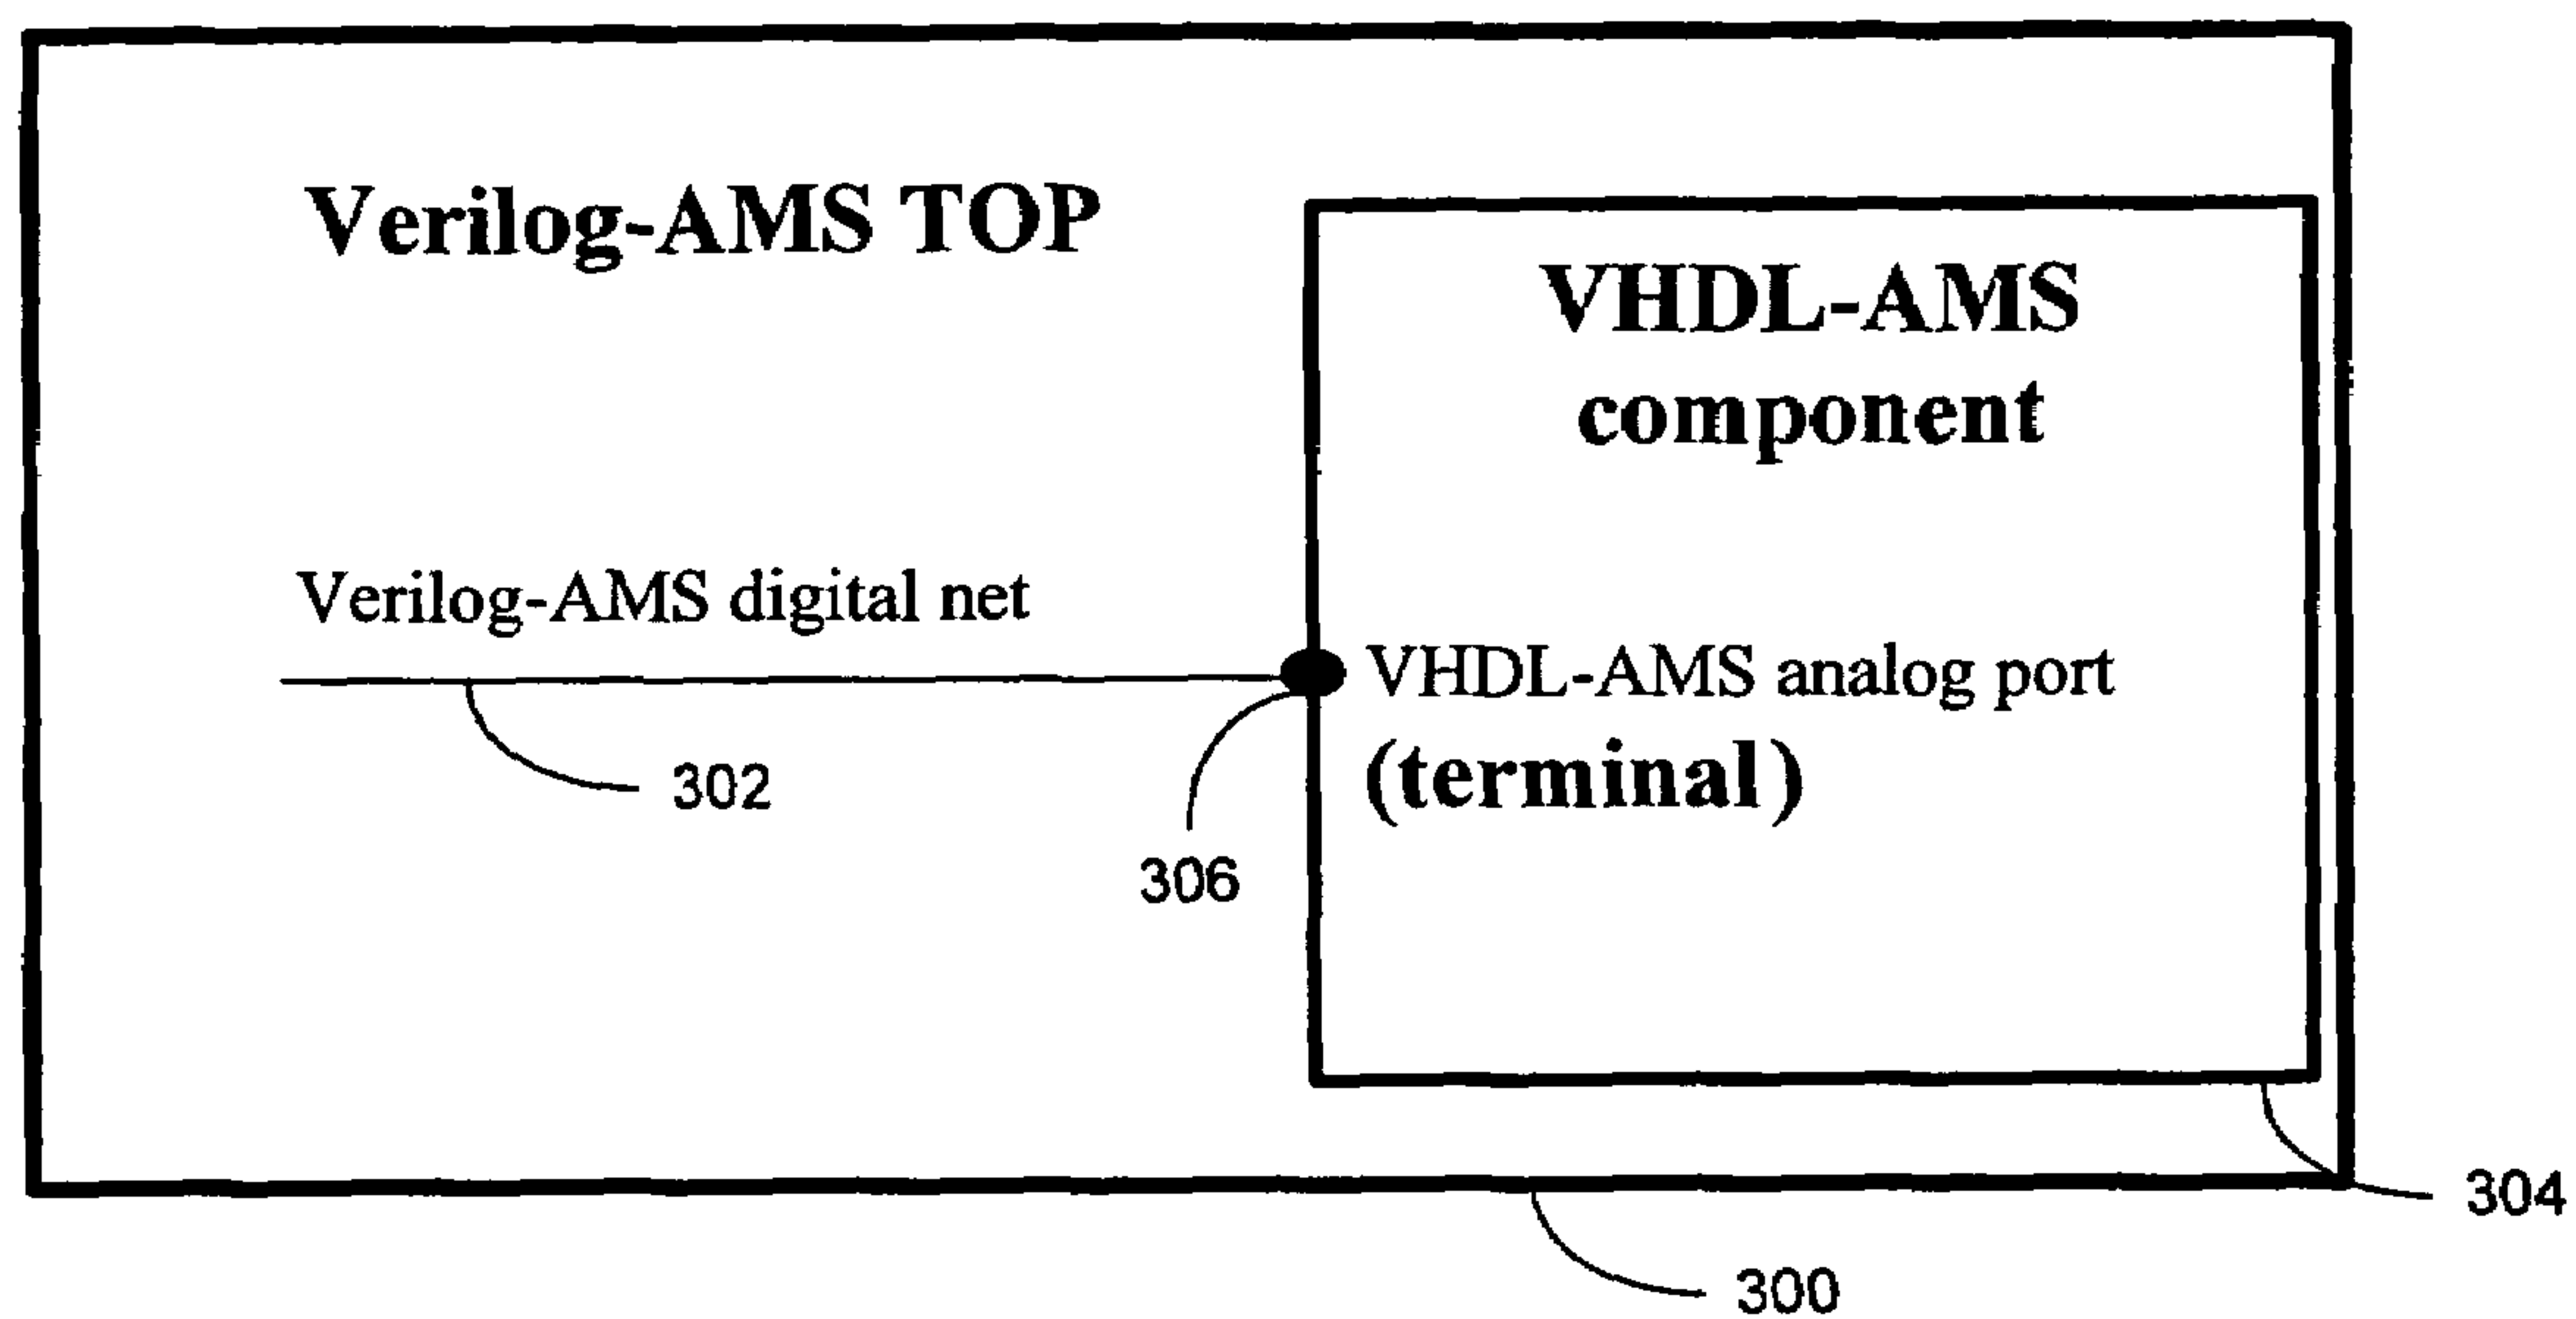 Verilog-AMS TOP
VHDL-AMS
component
Verilog-AMS digital net
VHDL-AMS analog port
(terminal)
302
306
304
300